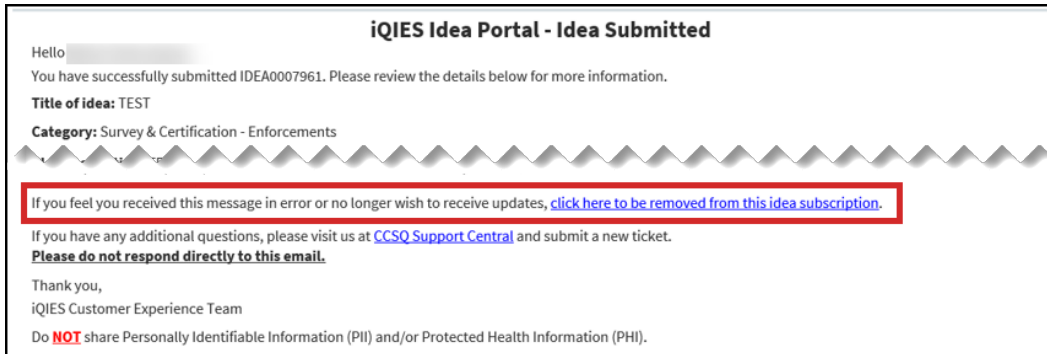 iQIES Idea Portal - Idea Submitted
Hello
You have successfully submitted IDEA0007961. Please review the details below for more information.
Title of idea: TEST
Category: Survey & Certification - Enforcements
If you feel you received this message in error or no longer wish to receive updates, click here to be removed from this idea subscription.
If you have any additional questions, please visit us at CCSQ Support Central and submit a new ticket.
Please do not respond directly to this email.
Thank you,
iQIES Customer Experience Team
Do NOT share Personally Identifiable Information (PII) and/or Protected Health Information (PHI).